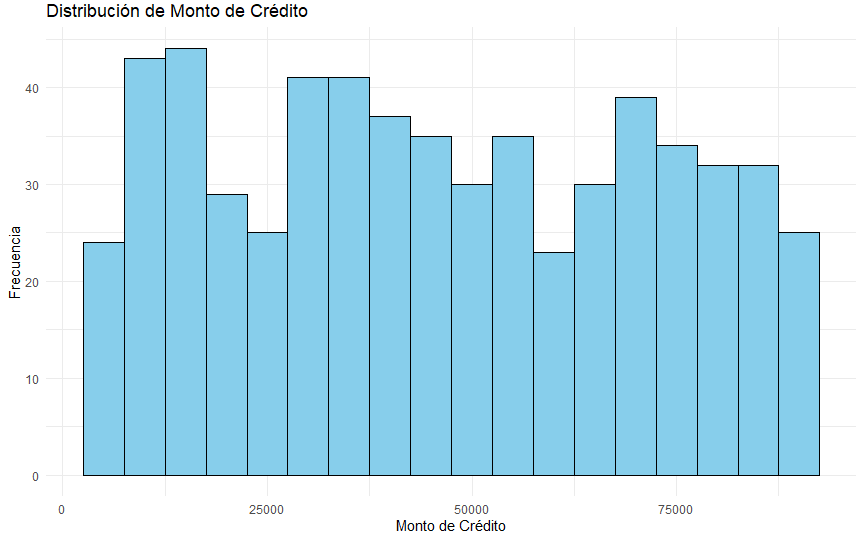 Distribución de Monto de Crédito
Frecuencia
40
30
20
10
0
0 25000 50000 75000
Monto de Crédito